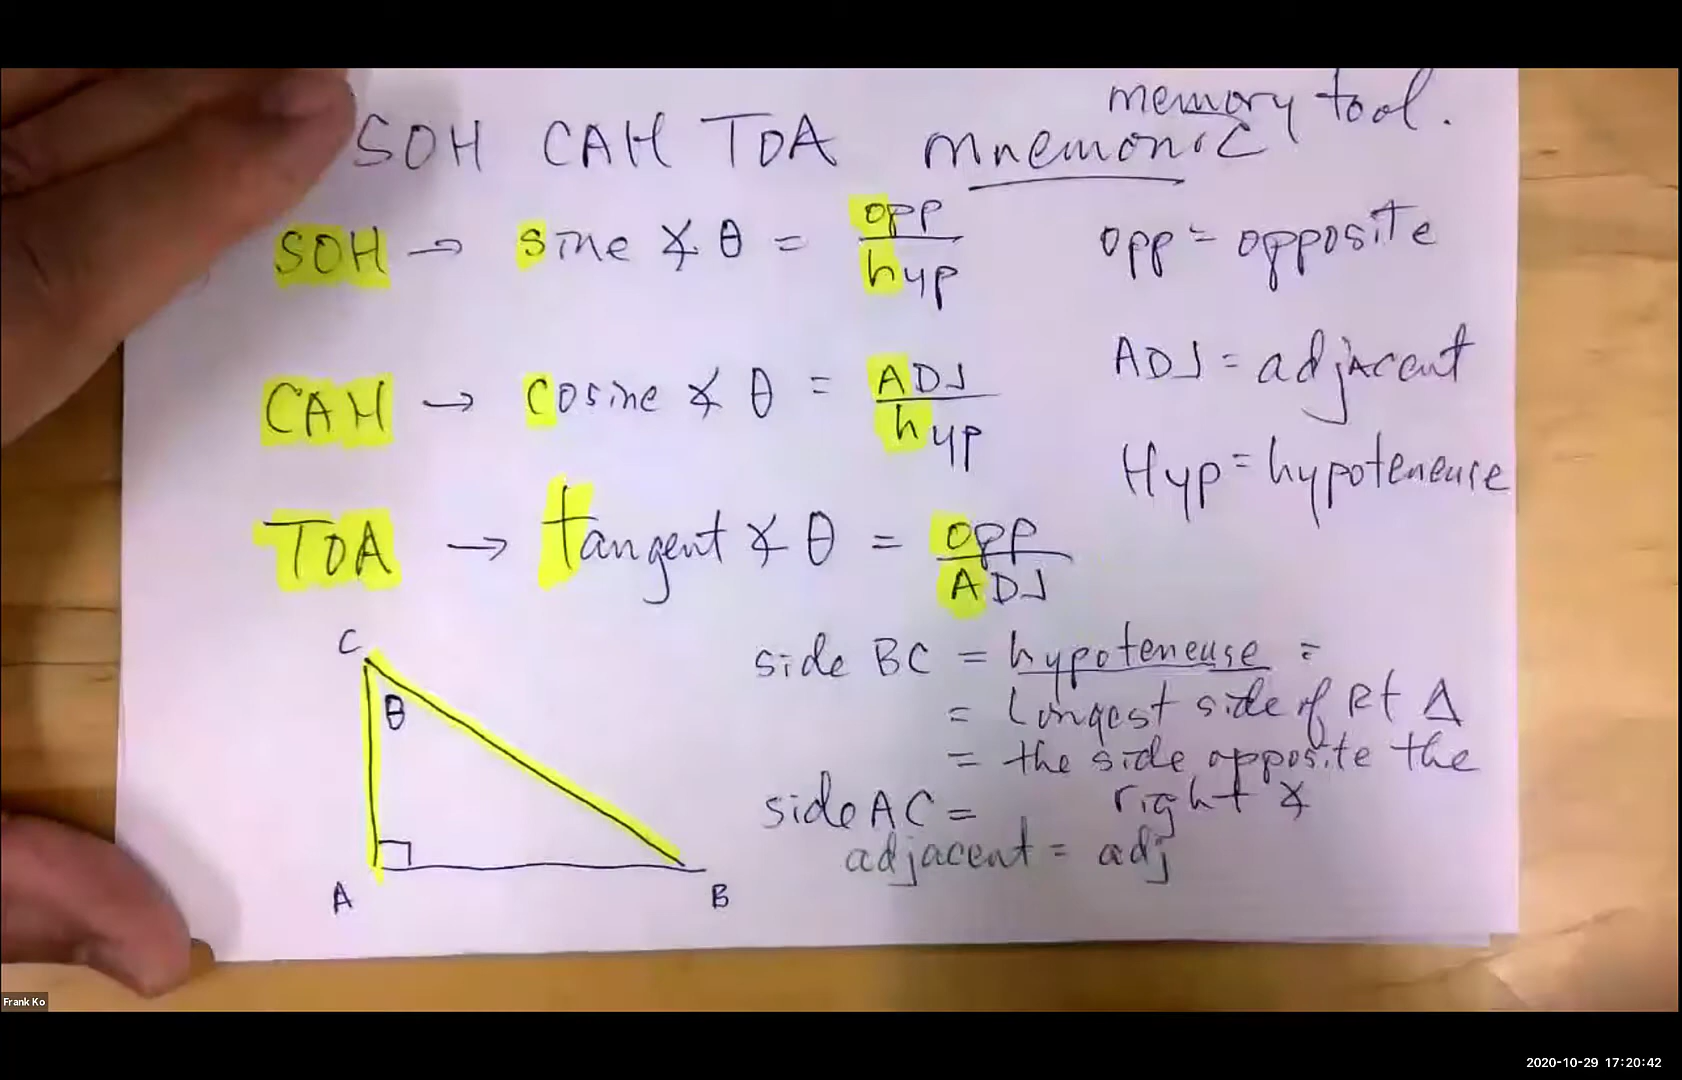 memory tool.
SOH CAH TOA mnemonic
SOH → sine ∡ θ = opp/hyp
opp = opposite
CAH → cosine ∡ θ = ADJ/hyp
ADJ = adjacent
Hyp = hypoteneuse
TOA → tangent ∡ θ = opp/ADJ
C
θ
A
B
side BC = hypoteneuse =
= Longest side of Rt △
= the side opposite the
right ∡
side AC =
adjacent = adj
Frank Ko
2020-10-29 17:20:42